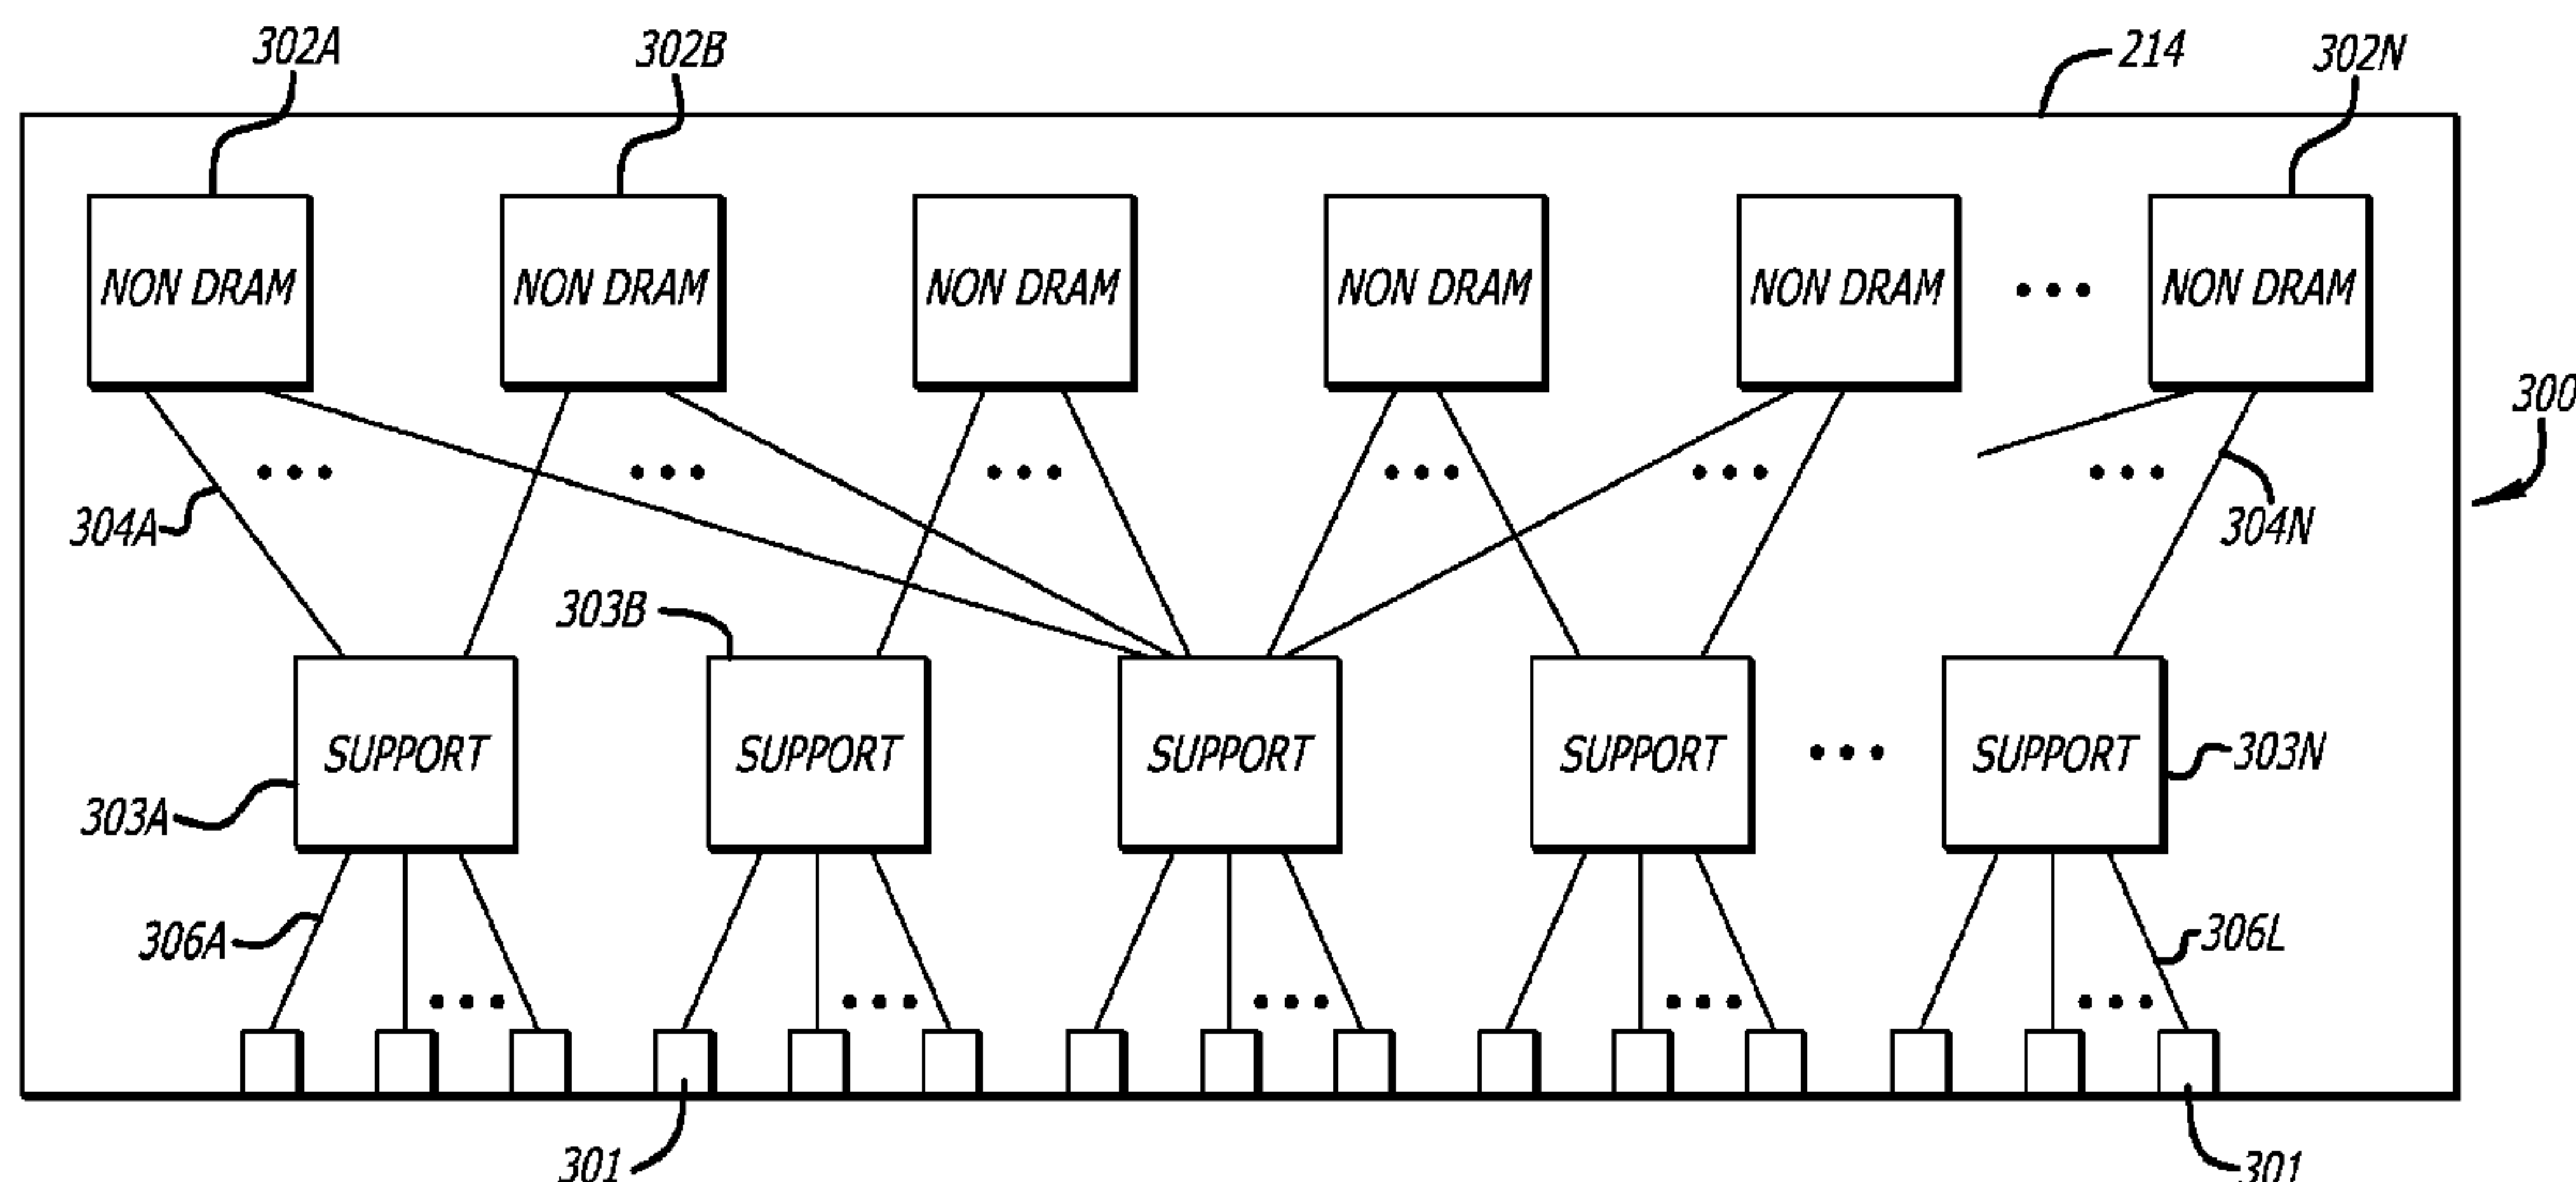 302A
302B
214
302N
NON DRAM
NON DRAM
NON DRAM
NON DRAM
NON DRAM
NON DRAM
300
304A
304N
303B
SUPPORT
SUPPORT
SUPPORT
SUPPORT
SUPPORT
303N
303A
306A
306L
301
301